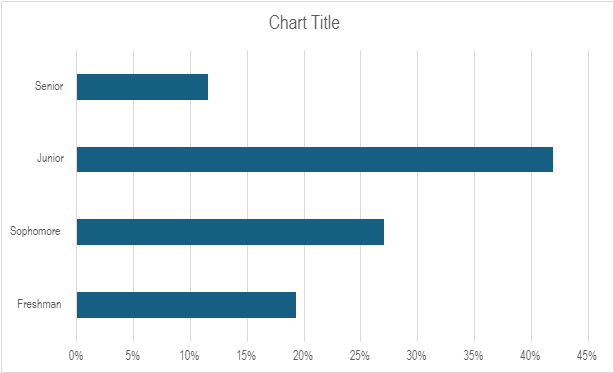 Chart Title
Senior
Junior
Sophomore
Freshman
0% 5% 10% 15% 20% 25% 30% 35% 40% 45%